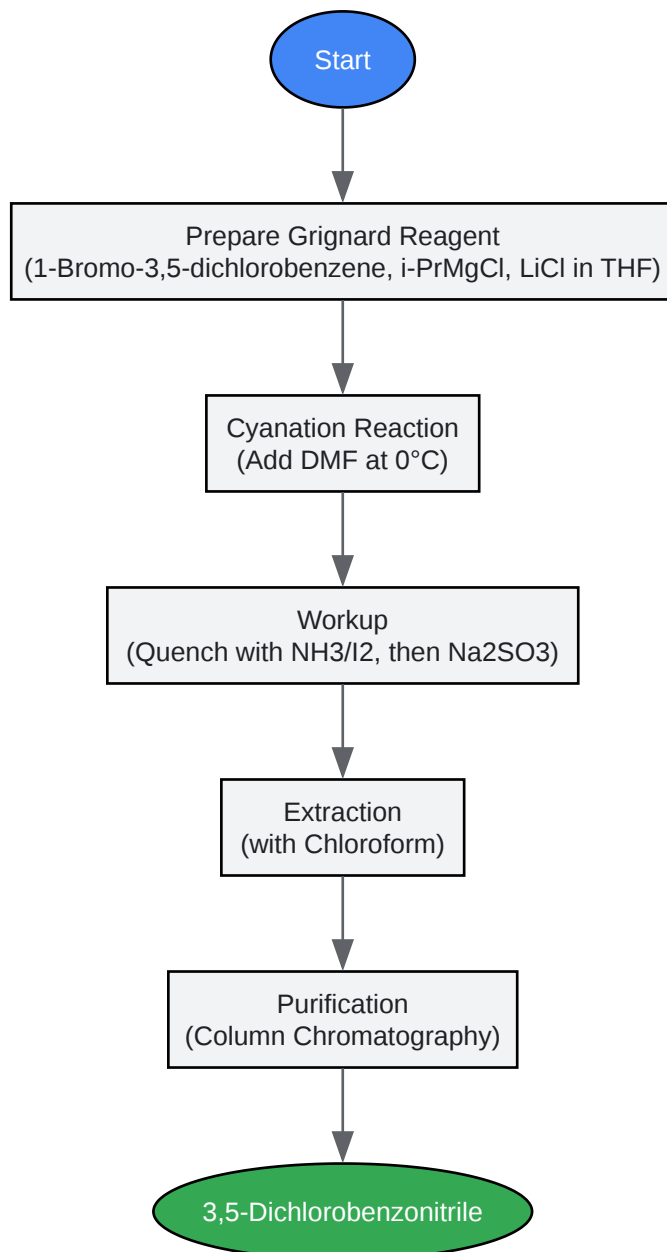 Start
Prepare Grignard Reagent
(1-Bromo-3,5-dichlorobenzene, i-PrMgCl, LiCl in THF)
Cyanation Reaction
(Add DMF at 0°C)
Workup
(Quench with NH3/I2, then Na2SO3)
Extraction
(with Chloroform)
Purification
(Column Chromatography)
3,5-Dichlorobenzonitrile